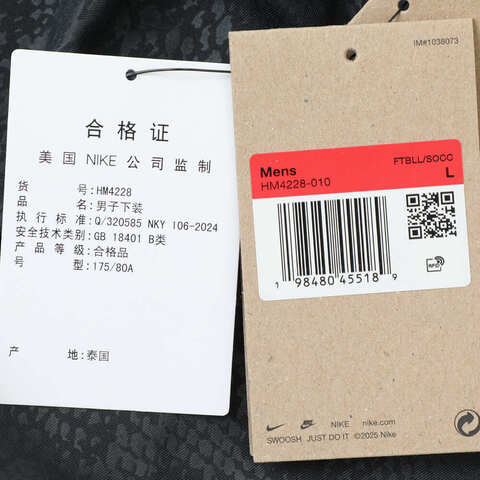 合格证
美国 NIKE 公司监制
货号:HM4228
品名:男子下装
执行标准:Q/320585 NKY 106-2024
安全技术类别:GB 18401 B类
产品等级:合格品
号型:175/80A
产地:泰国
IM#1038073
FTBLL/SOCC
Mens L
HM4228-010
RFID
1 98480 45518 9
NIKE nike.com
SWOOSH JUST DO IT ©2025 Nike